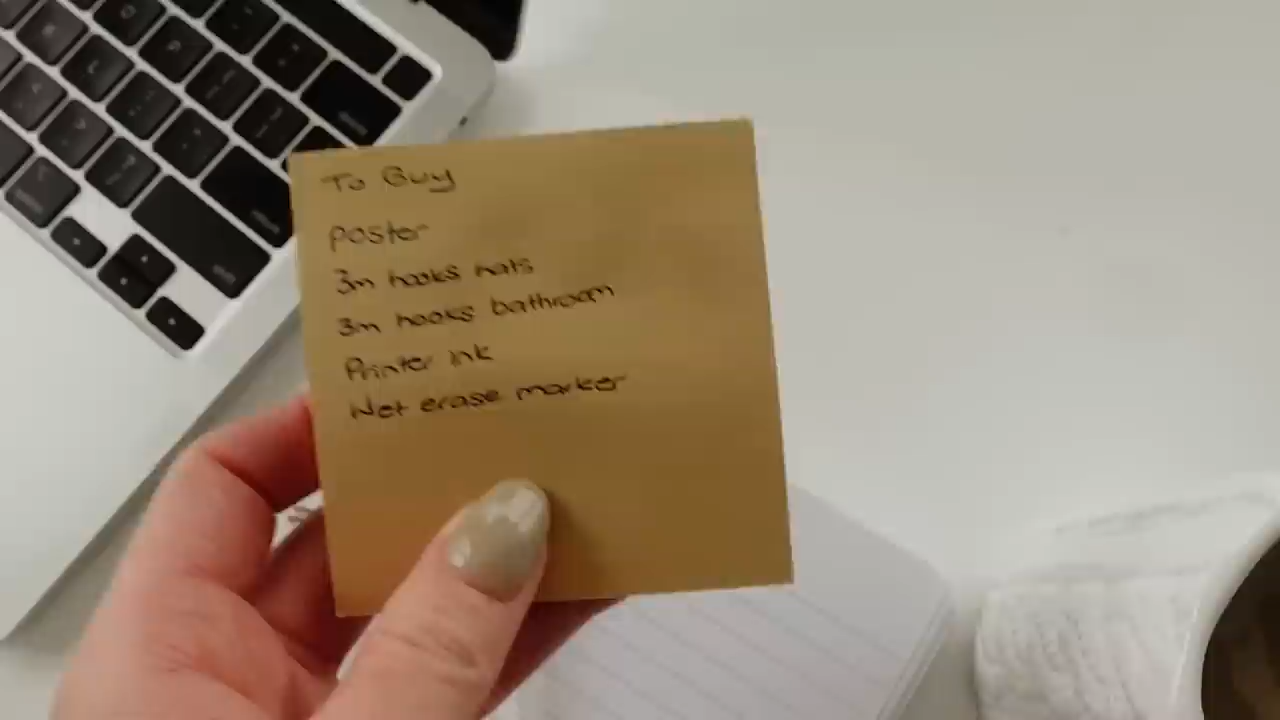 To Buy
poster
3m hooks hats
3m hooks bathroom
Printer ink
Wet erase marker